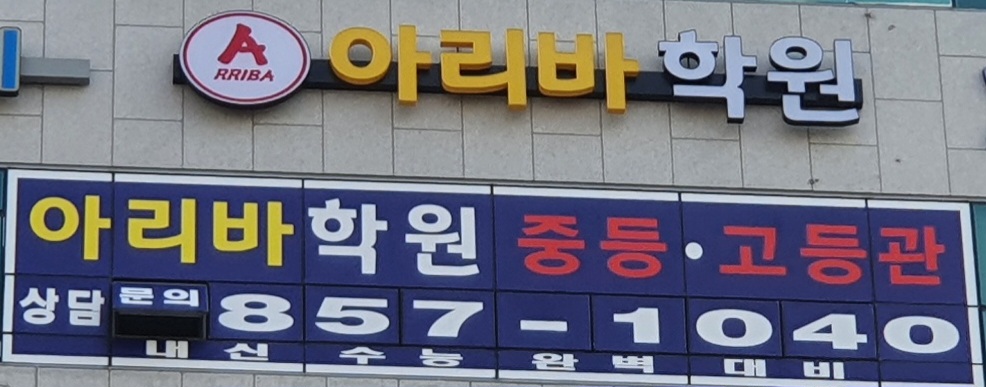 A RRIBA 아리바 학원
아리바학원 중등·고등관
상담 문의 857-1040
내신 수능 완벽 대비